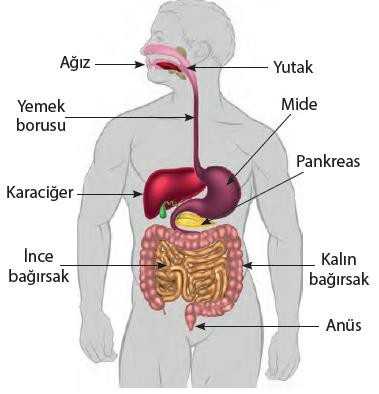 Ağız
Yutak
Yemek
borusu
Mide
Pankreas
Karaciğer
İnce
bağırsak
Kalın
bağırsak
Anüs